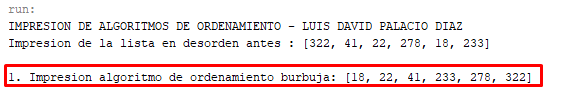 run:
IMPRESION DE ALGORITMOS DE ORDENAMIENTO - LUIS DAVID PALACIO DIAZ
Impresion de la lista en desorden antes : [322, 41, 22, 278, 18, 233]
1. Impresion algoritmo de ordenamiento burbuja: [18, 22, 41, 233, 278, 322]